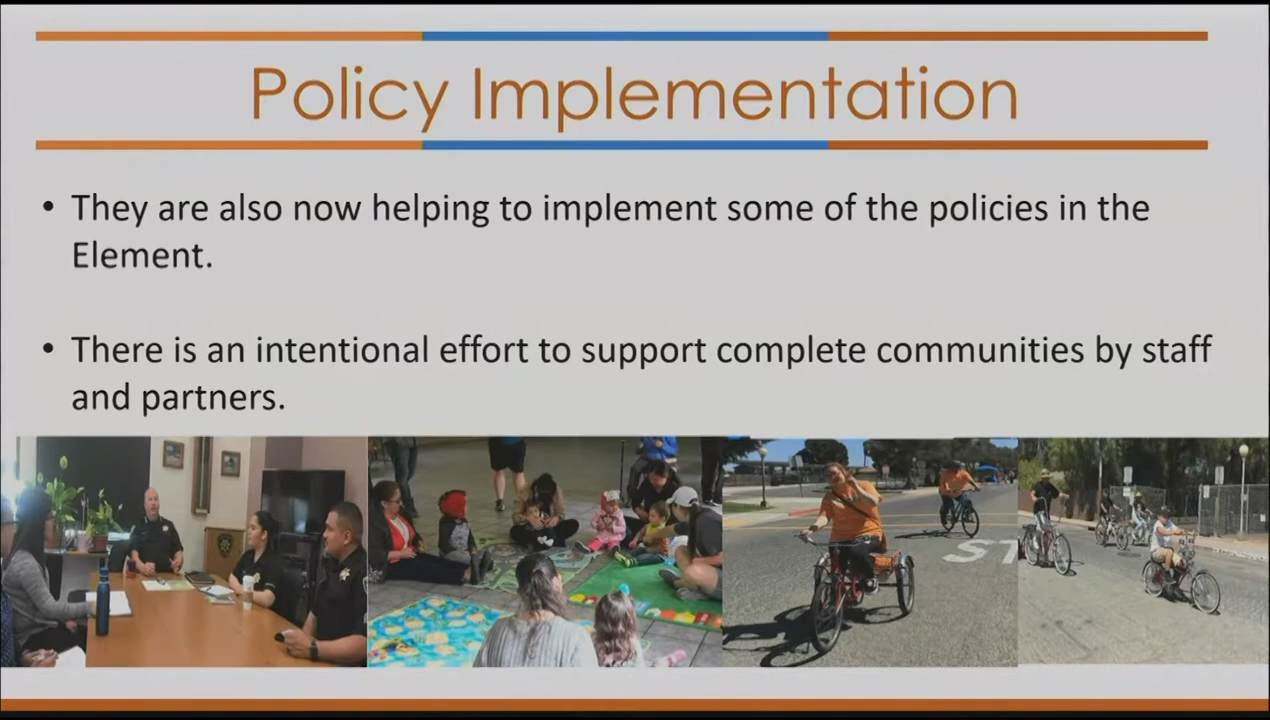 Policy Implementation
• They are also now helping to implement some of the policies in the
Element.
• There is an intentional effort to support complete communities by staff
and partners.
ST